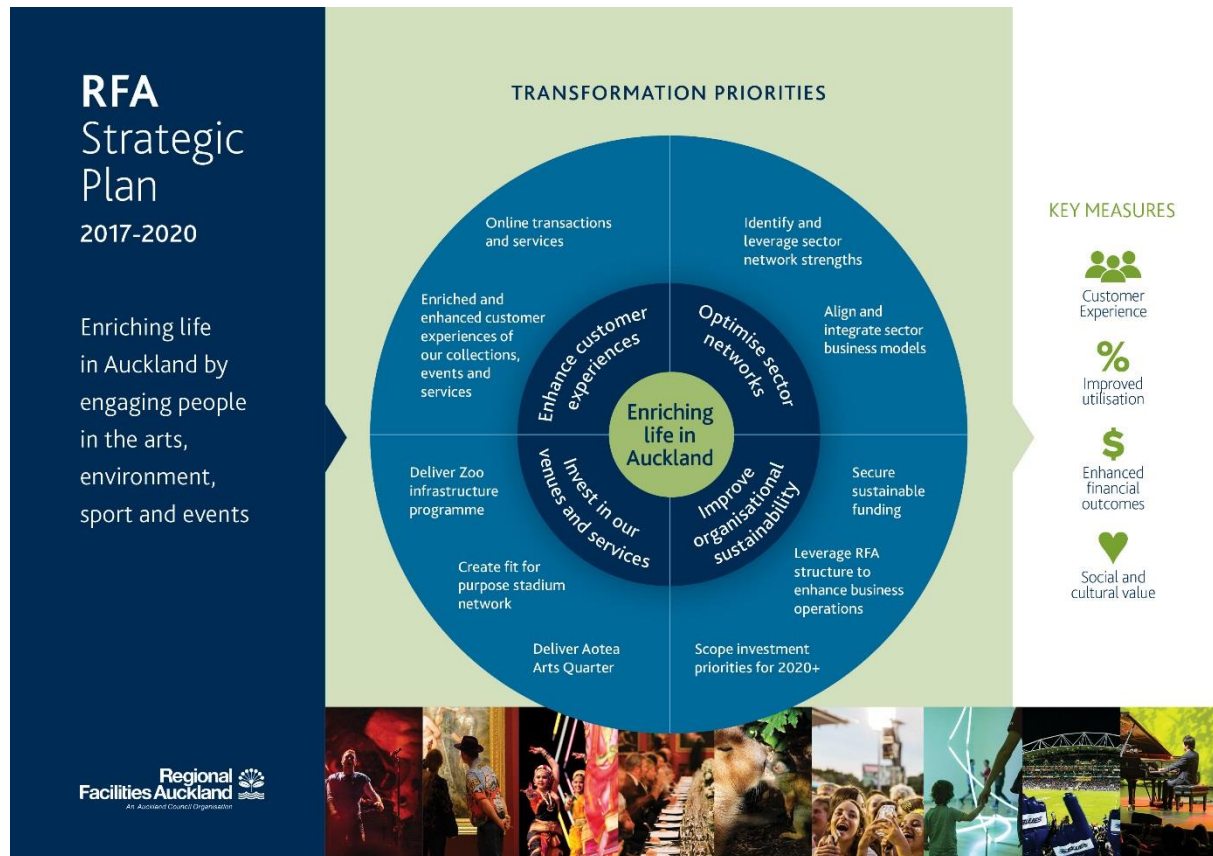 RFA
Strategic
Plan
2017-2020
Enriching life
in Auckland by
engaging people
in the arts,
environment,
sport and events
Regional
Facilities Auckland
An Auckland Council Organisation
TRANSFORMATION PRIORITIES
Online transactions
and services
Enriched and
enhanced customer
experiences of
our collections,
events and
services
Identify and
leverage sector
network strengths
Align and
integrate sector
business models
Enhance customer
experiences
Optimise sector
networks
Enriching
life in
Auckland
Invest in our
venues and services
Improve
organisational
sustainability
Deliver Zoo
infrastructure
programme
Create fit for
purpose stadium
network
Deliver Aotea
Arts Quarter
Secure
sustainable
funding
Leverage RFA
structure to
enhance business
operations
Scope investment
priorities for 2020+
KEY MEASURES
Customer
Experience
%
Improved
utilisation
$
Enhanced
financial
outcomes
Social and
cultural value